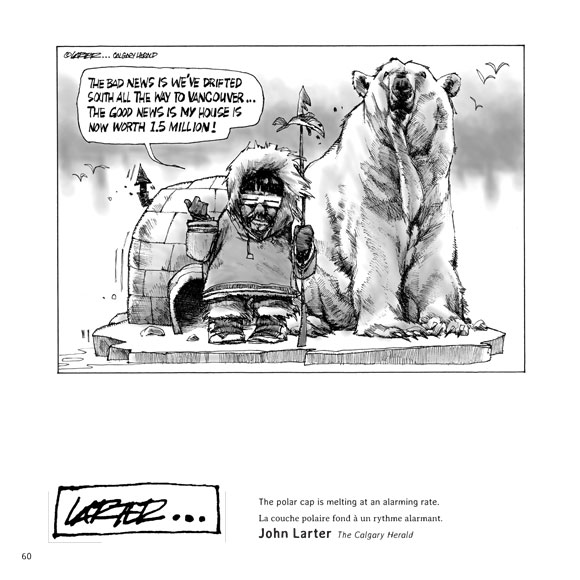 ©LARTER... CALGARY HERALD
THE BAD NEWS IS WE'VE DRIFTED
SOUTH ALL THE WAY TO VANCOUVER...
THE GOOD NEWS IS MY HOUSE IS
NOW WORTH 1.5 MILLION!
LARTER...
The polar cap is melting at an alarming rate.
La couche polaire fond à un rythme alarmant.
John Larter The Calgary Herald
60